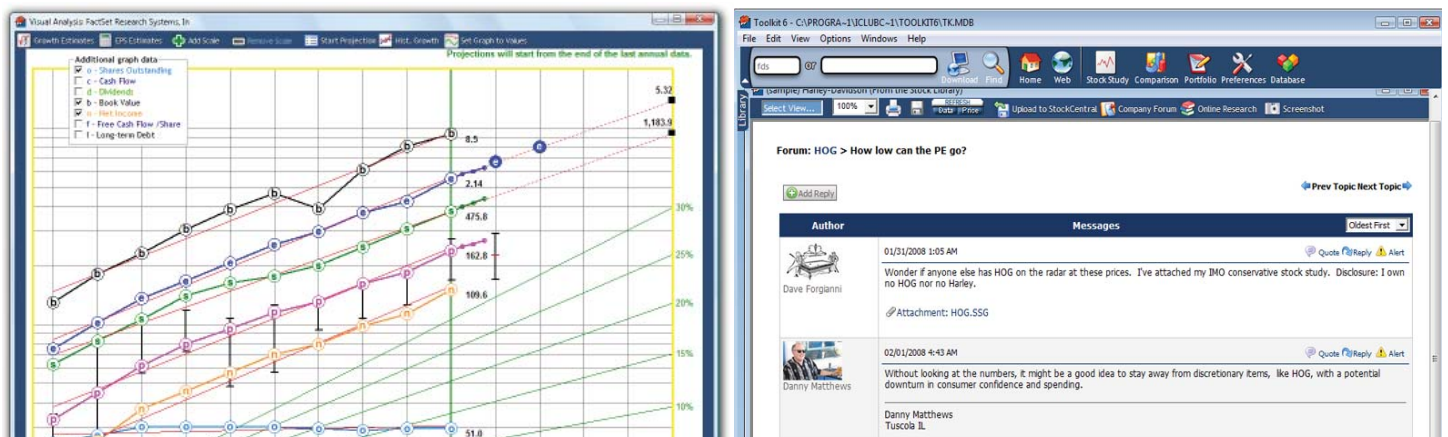 Visual Analysis: FactSet Research Systems, In
Growth Estimates EPS Estimates Add Scale Remove Scale Start Projection Hist. Growth Set Graph to Values
Projections will start from the end of the last annual data.
Additional graph data
o - Shares Outstanding
c - Cash Flow
d - Dividends
b - Book Value
n - Net Income
f - Free Cash Flow /Share
l - Long-term Debt
5.32
1,183.9
8.5
2.14
475.8
162.8
109.6
51.0
30%
25%
20%
15%
10%
Toolkit 6 - C:\PROGRA~1\ICLUBC~1\TOOLKIT6\TK.MDB
File Edit View Options Windows Help
fds or Download Find Home Web Stock Study Comparison Portfolio Preferences Database
Library
(sample) Harley-Davidson (From the Stock Library)
Select View... 100% REFRESH Data Price Upload to StockCentral Company Forum Online Research Screenshot
Forum: HOG > How low can the PE go?
Add Reply
Prev Topic Next Topic
Author Messages Oldest First
01/31/2008 1:05 AM Quote Reply Alert
Wonder if anyone else has HOG on the radar at these prices. I've attached my IMO conservative stock study. Disclosure: I own
no HOG nor no Harley.
Dave Forgianni
Attachment: HOG.SSG
02/01/2008 4:43 AM Quote Reply Alert
Without looking at the numbers, it might be a good idea to stay away from discretionary items, like HOG, with a potential
downturn in consumer confidence and spending.
Danny Matthews
Danny Matthews
Tuscola IL